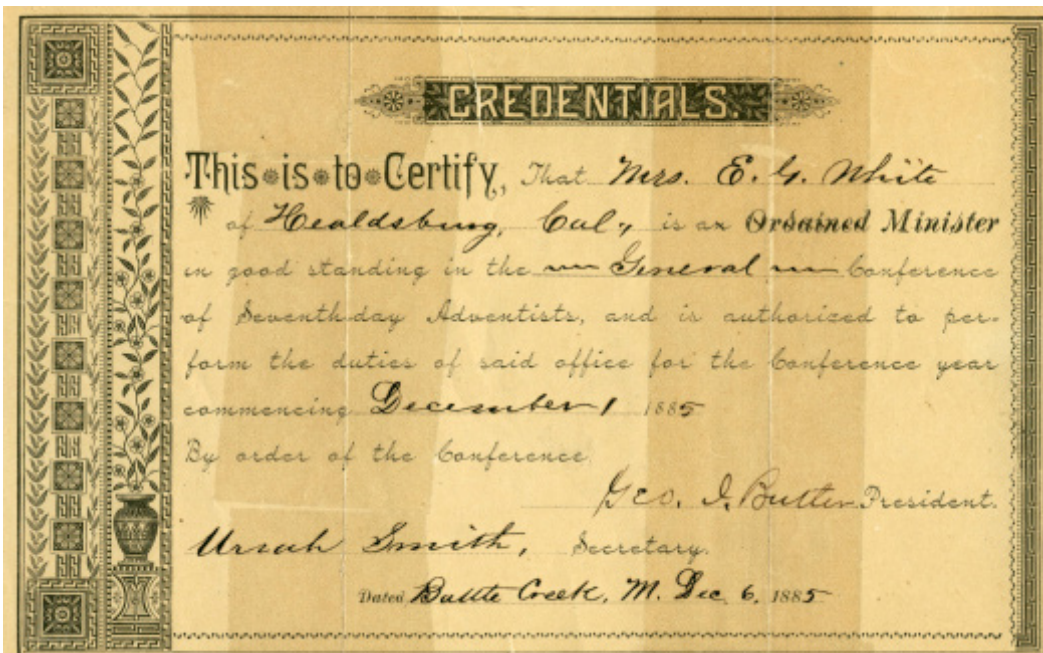 CREDENTIALS.
This is to Certify, That Mrs. E. G. White
of Healdsburg, Cal., is an Ordained Minister
in good standing in the General Conference
of Seventh-day Adventists, and is authorized to per-
form the duties of said office for the Conference year
commencing December 1 1885
By order of the Conference.
Geo. I. Butler President.
Uriah Smith, Secretary.
Dated Battle Creek, M. Dec 6, 1885